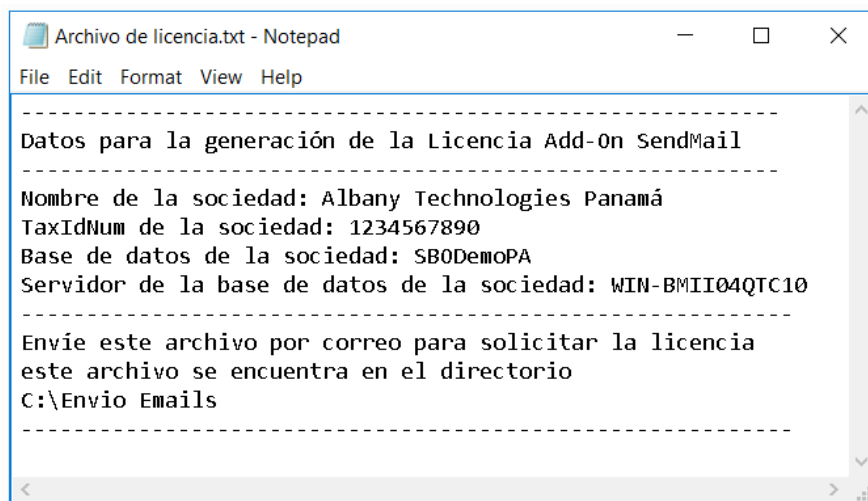 Archivo de licencia.txt - Notepad
File Edit Format View Help
------------------------------------------------------------
Datos para la generación de la Licencia Add-On SendMail
------------------------------------------------------------
Nombre de la sociedad: Albany Technologies Panamá
TaxIdNum de la sociedad: 1234567890
Base de datos de la sociedad: SBODemoPA
Servidor de la base de datos de la sociedad: WIN-BMII04QTC10
-------------------------------------------------------------
Envíe este archivo por correo para solicitar la licencia
este archivo se encuentra en el directorio
C:\Envio Emails
-------------------------------------------------------------